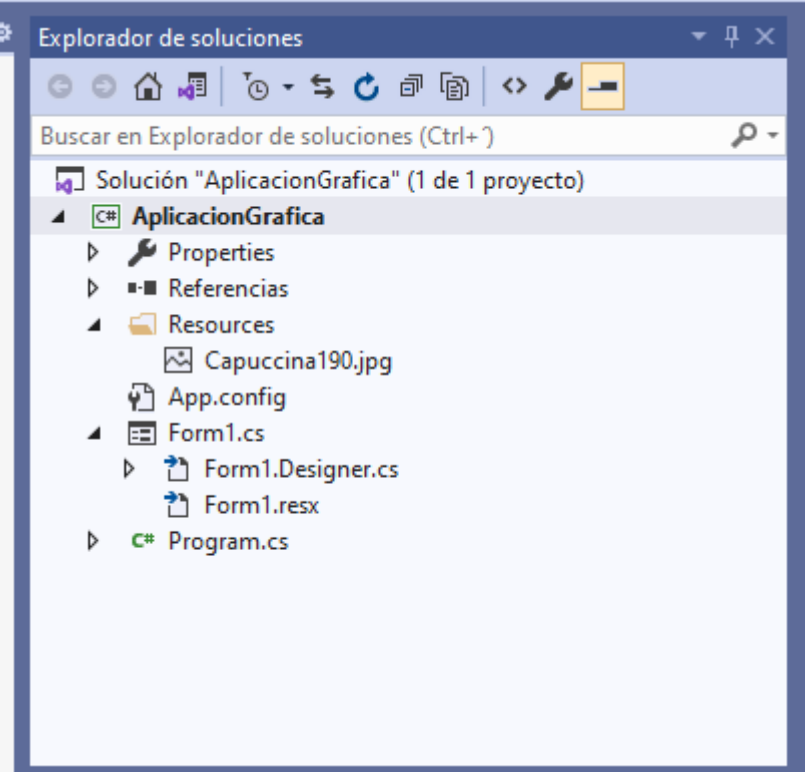 Explorador de soluciones
Buscar en Explorador de soluciones (Ctrl+´)
Solución "AplicacionGrafica" (1 de 1 proyecto)
C# AplicacionGrafica
Properties
Referencias
Resources
Capuccina190.jpg
App.config
Form1.cs
Form1.Designer.cs
Form1.resx
C# Program.cs